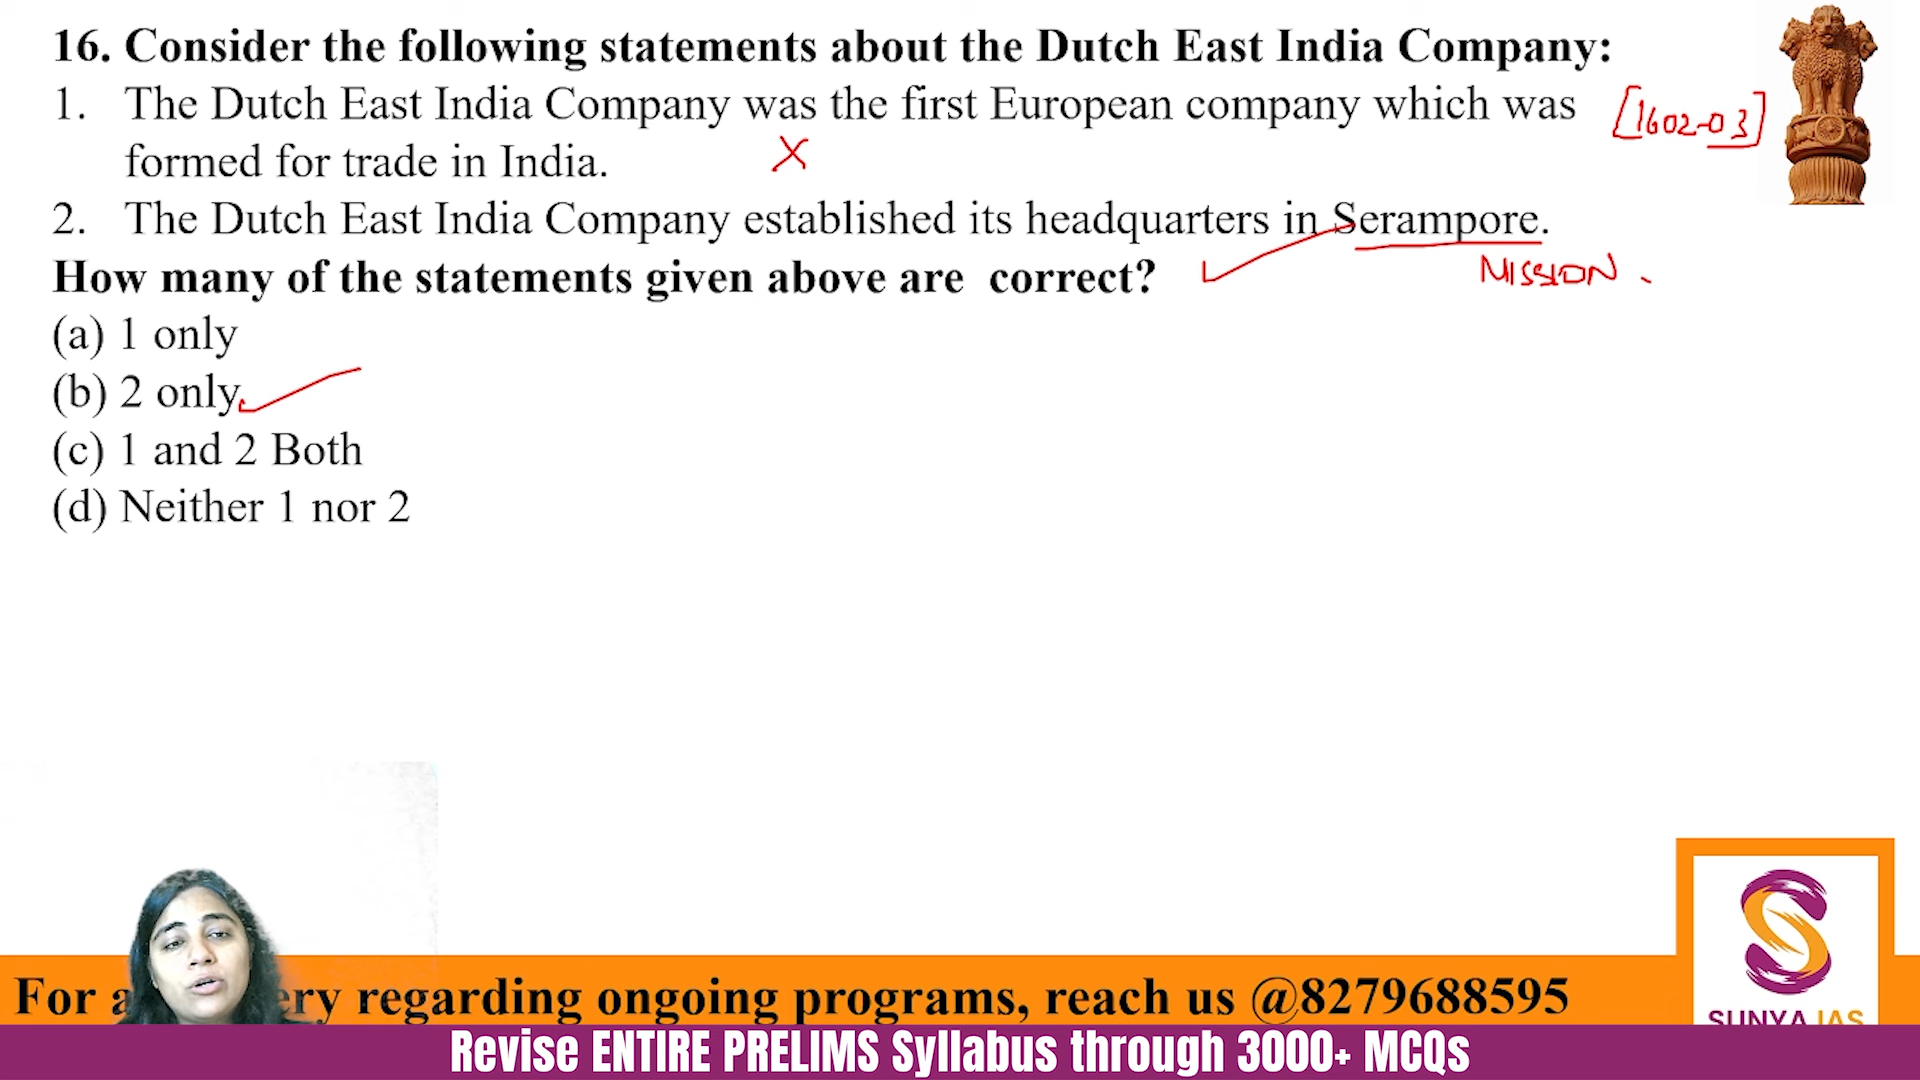 16. Consider the following statements about the Dutch East India Company:
1. The Dutch East India Company was the first European company which was
[1602-03]
formed for trade in India.
X
2. The Dutch East India Company established its headquarters in Serampore.
How many of the statements given above are correct?
MISSION.
(a) 1 only
(b) 2 only
(c) 1 and 2 Both
(d) Neither 1 nor 2
For regarding ongoing programs, reach us @8279688595
SUNYA IAS
Revise ENTIRE PRELIMS Syllabus through 3000+ MCQs